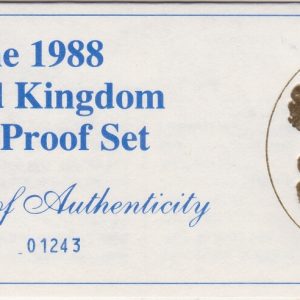 e 1988
l Kingdom
Proof Set
of Authenticity
01243